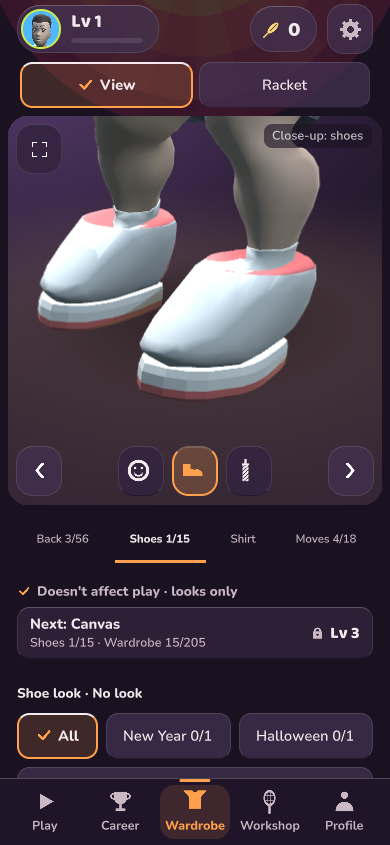 Lv 1
0
View
Racket
Close-up: shoes
Back 3/56
Shoes 1/15
Shirt
Moves 4/18
Doesn't affect play · looks only
Next: Canvas
Shoes 1/15 · Wardrobe 15/205
Lv 3
Shoe look · No look
All
New Year 0/1
Halloween 0/1
Play
Career
Wardrobe
Workshop
Profile